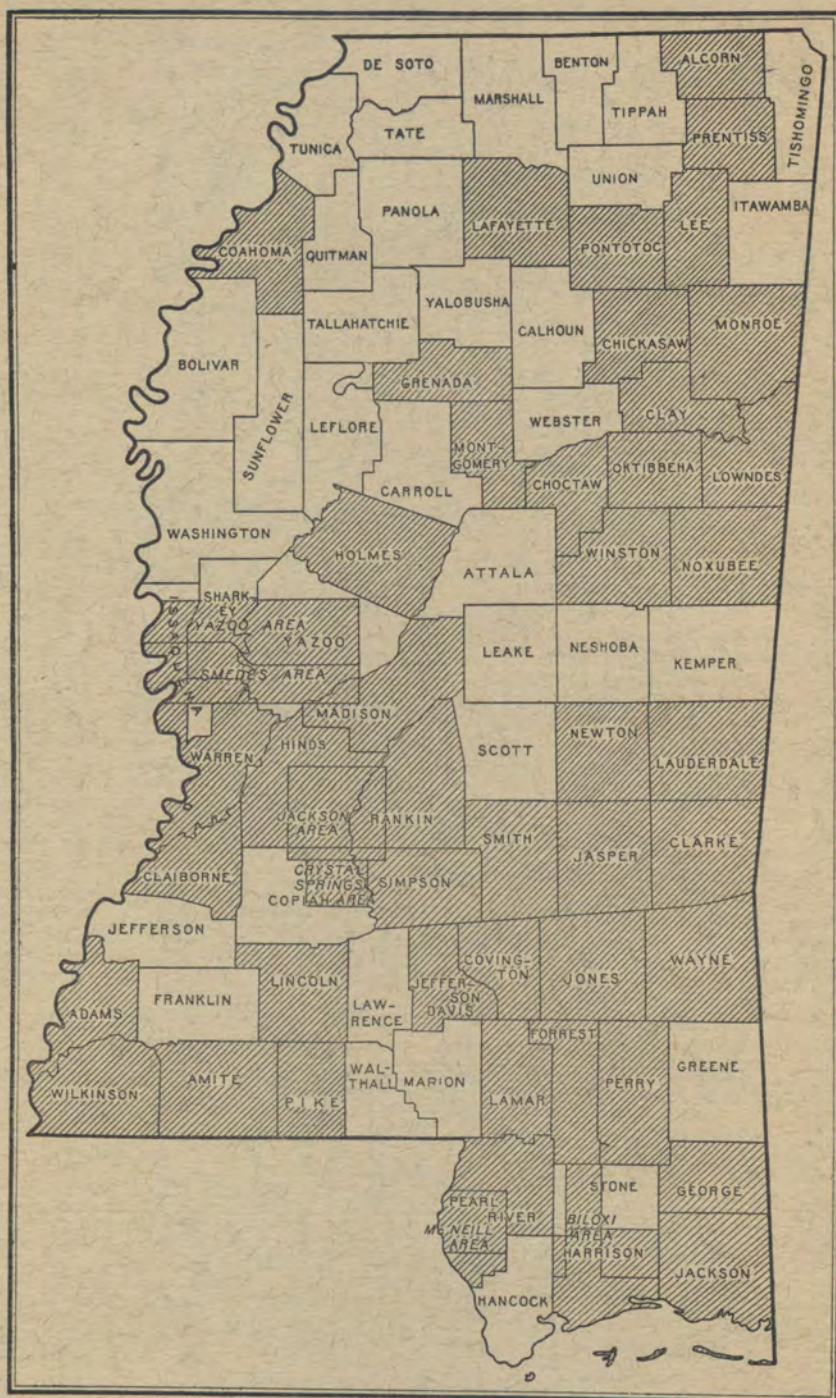 DE SOTO
BENTON
ALCORN
MARSHALL
TIPPAH
TISHOMINGO
TATE
TUNICA
PRENTISS
UNION
PANOLA
ITAWAMBA
LAFAYETTE
LEE
COAHOMA
QUITMAN
PONTOTOC
TALLAHATCHIE
YALOBUSHA
MONROE
CALHOUN
CHICKASAW
BOLIVAR
GRENADA
SUNFLOWER
LEFLORE
WEBSTER
CLAY
MONT-
GOMERY
OKTIBBEHA
LOWNDES
CHOCTAW
CARROLL
WASHINGTON
HOLMES
WINSTON
NOXUBEE
ATTALA
SHARK-
EY
YAZOO AREA
YAZOO
ISSAQUENA
LEAKE
NESHOBA
KEMPER
SMEDES AREA
MADISON
NEWTON
HINDS
SCOTT
WARREN
LAUDERDALE
JACKSON
AREA
RANKIN
SMITH
JASPER
CLARKE
CLAIBORNE
CRYSTAL
SPRINGS
AREA
COPIAH
SIMPSON
JEFFERSON
WAYNE
COVING-
TON
LINCOLN
JEFFER-
SON
DAVIS
JONES
FRANKLIN
LAW-
RENCE
ADAMS
FORREST
GREENE
WAL-
THALL
MARION
AMITE
PERRY
WILKINSON
PIKE
LAMAR
STONE
GEORGE
PEARL
RIVER
BILOXI
AREA
MCNEILL
AREA
HARRISON
JACKSON
HANCOCK